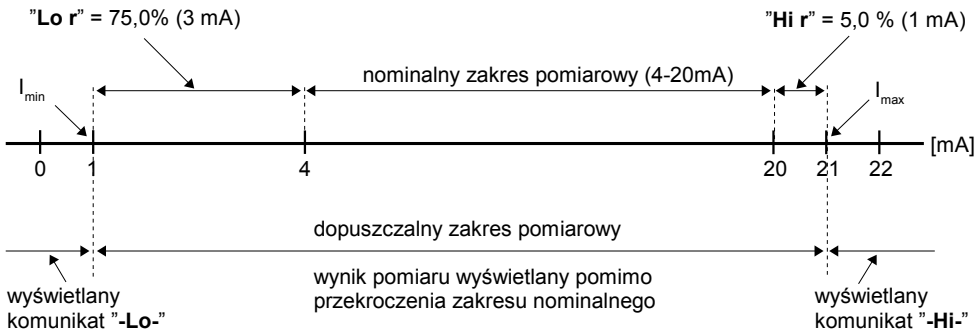 "Lo r" = 75,0% (3 mA)
"Hi r" = 5,0 % (1 mA)
nominalny zakres pomiarowy (4-20mA)
Imin
Imax
[mA]
0 1 4 20 21 22
dopuszczalny zakres pomiarowy
wynik pomiaru wyświetlany pomimo
przekroczenia zakresu nominalnego
wyświetlany
komunikat "-Lo-"
wyświetlany
komunikat "-Hi-"